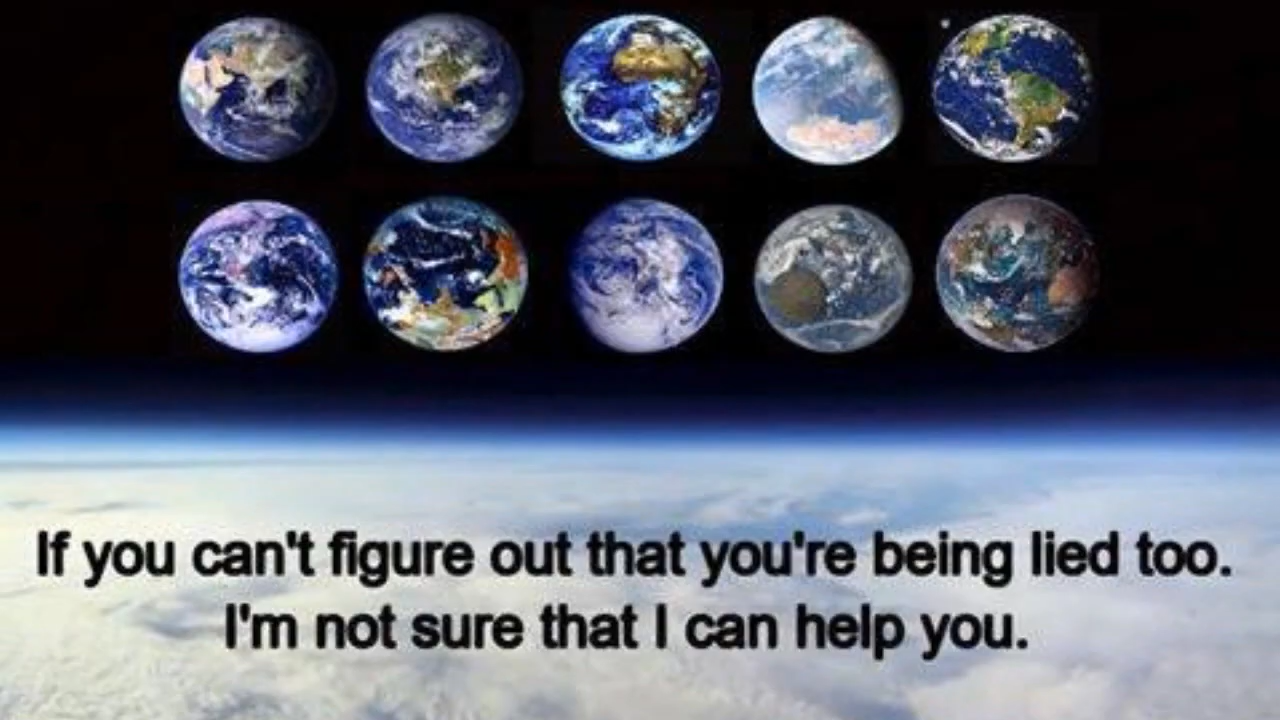 If you can't figure out that you're being lied too.
I'm not sure that I can help you.